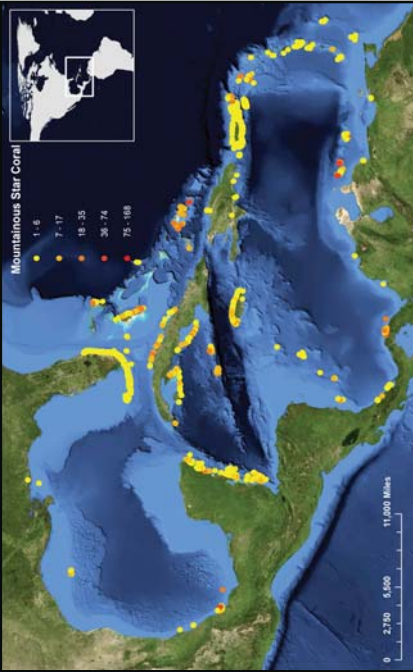 Mountainous Star Coral
1 - 6
7 - 17
18 - 35
36 - 74
75 - 168
0 2,750 5,500 11,000 Miles